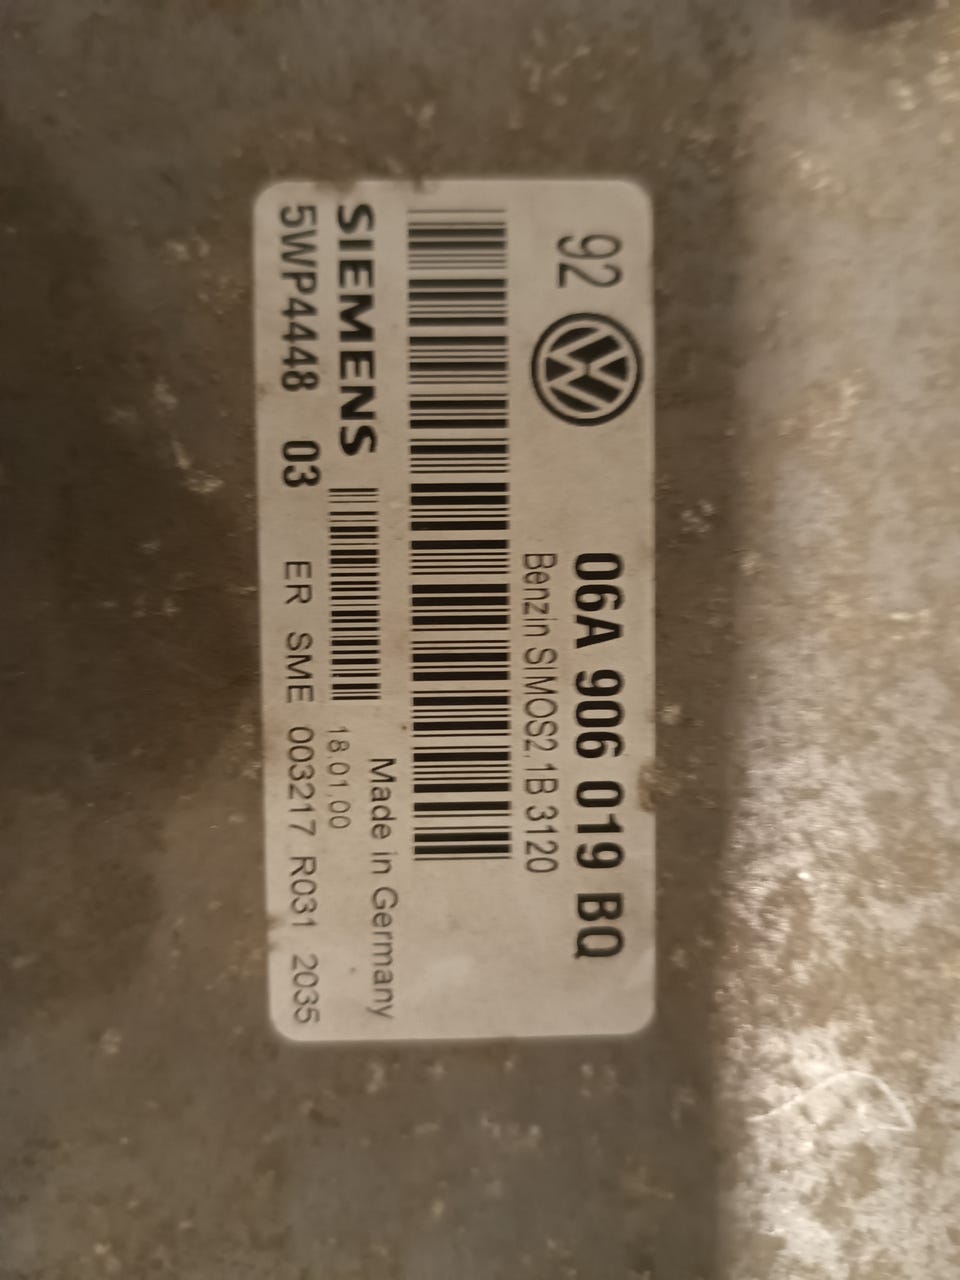 92 06A 906 019 BQ
Benzin SIMOS2.1B 3120
SIEMENS
Made in Germany
18.01.00
5WP4448 03 ER SME 003217 R031 2035